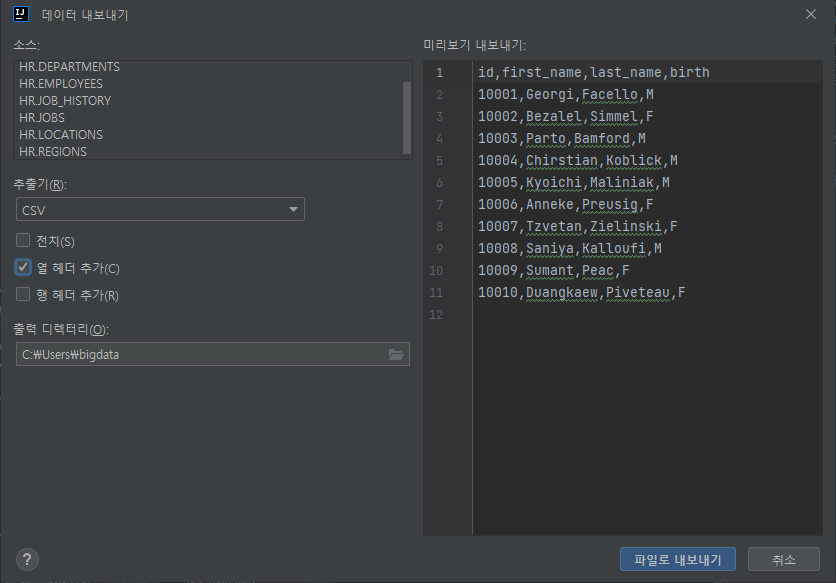 IJ 데이터 내보내기
소스:
HR.DEPARTMENTS
HR.EMPLOYEES
HR.JOB_HISTORY
HR.JOBS
HR.LOCATIONS
HR.REGIONS
추출기(R):
CSV
전치(S)
열 헤더 추가(C)
행 헤더 추가(R)
출력 디렉터리(O):
C:₩Users₩bigdata
미리보기 내보내기:
1 id,first_name,last_name,birth
2 10001,Georgi,Facello,M
3 10002,Bezalel,Simmel,F
4 10003,Parto,Bamford,M
5 10004,Chirstian,Koblick,M
6 10005,Kyoichi,Maliniak,M
7 10006,Anneke,Preusig,F
8 10007,Tzvetan,Zielinski,F
9 10008,Saniya,Kalloufi,M
10 10009,Sumant,Peac,F
11 10010,Duangkaew,Piveteau,F
12
?
파일로 내보내기
취소